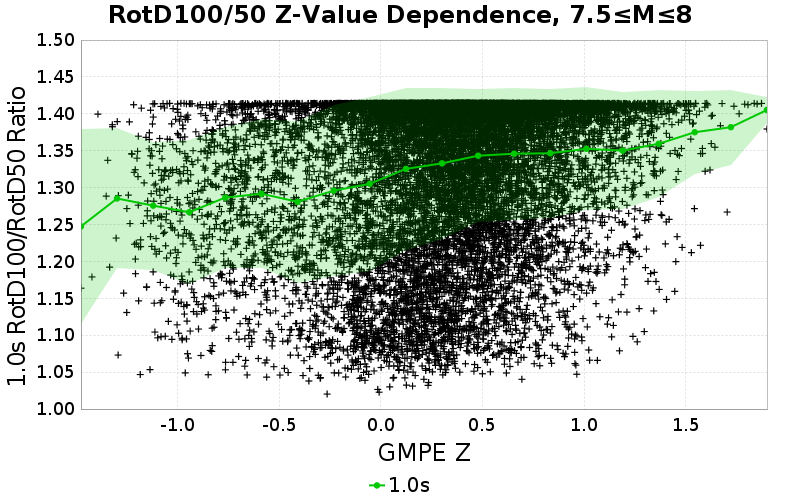 RotD100/50 Z-Value Dependence, 7.5≤M≤8
1.0s RotD100/RotD50 Ratio
1.50
1.45
1.40
1.35
1.30
1.25
1.20
1.15
1.10
1.05
1.00
-1.0 -0.5 0.0 0.5 1.0 1.5
GMPE Z
1.0s